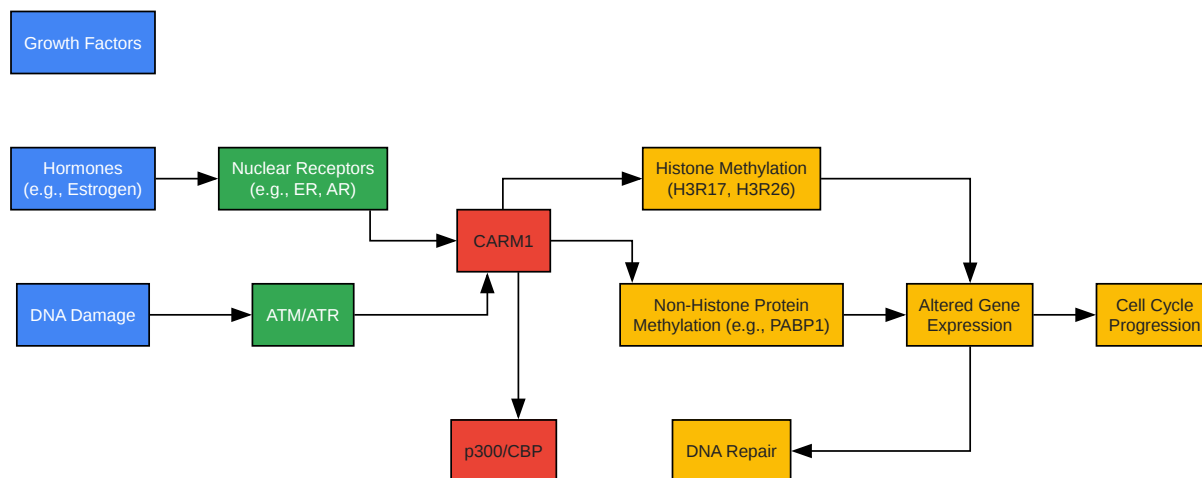 Growth Factors
Hormones
(e.g., Estrogen)
Nuclear Receptors
(e.g., ER, AR)
Histone Methylation
(H3R17, H3R26)
CARM1
DNA Damage
ATM/ATR
Non-Histone Protein
Methylation (e.g., PABP1)
Altered Gene
Expression
Cell Cycle
Progression
p300/CBP
DNA Repair